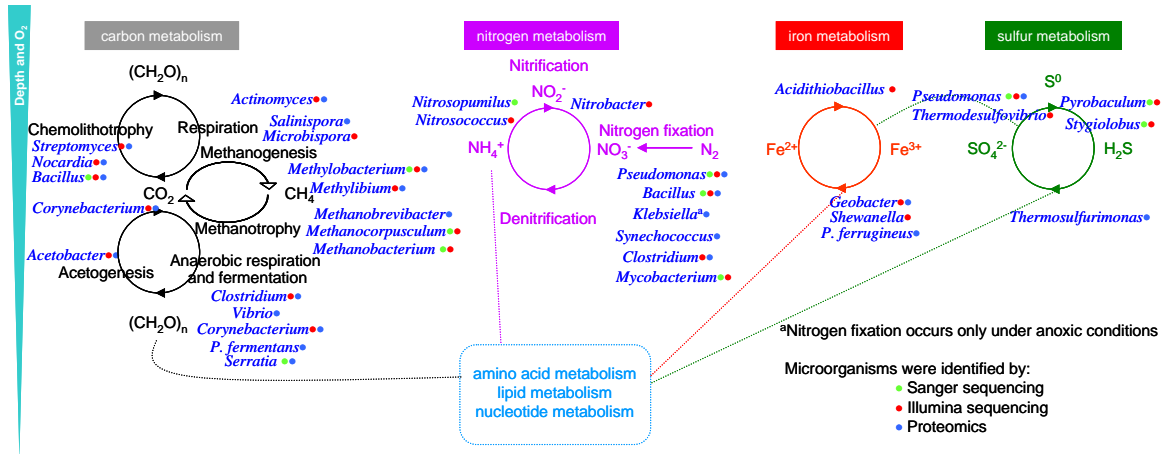 Depth and O2
carbon metabolism
nitrogen metabolism
iron metabolism
sulfur metabolism
(CH2O)n
Chemolithotrophy
Streptomyces
Nocardia
Bacillus
Respiration
Actinomyces
Salinispora
Microbispora
Methanogenesis
Methylobacterium
Methylibium
CO2
CH4
Methanotrophy
Methanobrevibacter
Methanocorpusculum
Methanobacterium
Corynebacterium
Acetobacter
Acetogenesis
Anaerobic respiration
and fermentation
Clostridium
Vibrio
Corynebacterium
P. fermentans
Serratia
(CH2O)n
Nitrification
NO2-
Nitrosopumilus
Nitrosococcus
Nitrobacter
Nitrogen fixation
NH4+
NO3-
N2
Denitrification
Pseudomonas
Bacillus
Klebsiellaa
Synechococcus
Clostridium
Mycobacterium
Acidithiobacillus
Fe2+
Fe3+
Geobacter
Shewanella
P. ferrugineus
Pseudomonas
Thermodesulfovibrio
S0
Pyrobaculum
Stygiolobus
SO42-
H2S
Thermosulfurimonas
amino acid metabolism
lipid metabolism
nucleotide metabolism
aNitrogen fixation occurs only under anoxic conditions
Microorganisms were identified by:
Sanger sequencing
Illumina sequencing
Proteomics